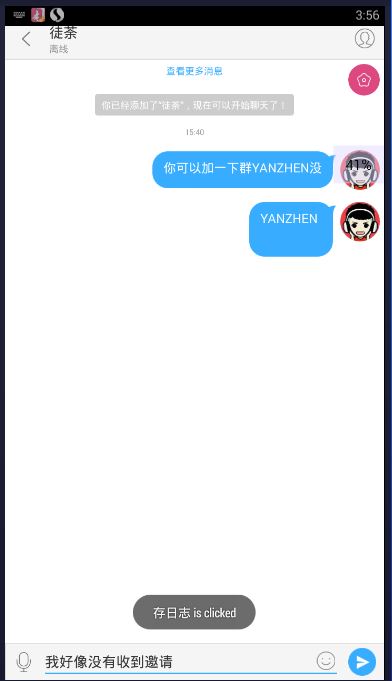 3:56
徒茶
离线
查看更多消息
你已经添加了“徒茶”，现在可以开始聊天了！
15:40
你可以加一下群YANZHEN没
41%
YANZHEN
存日志 is clicked
我好像没有收到邀请